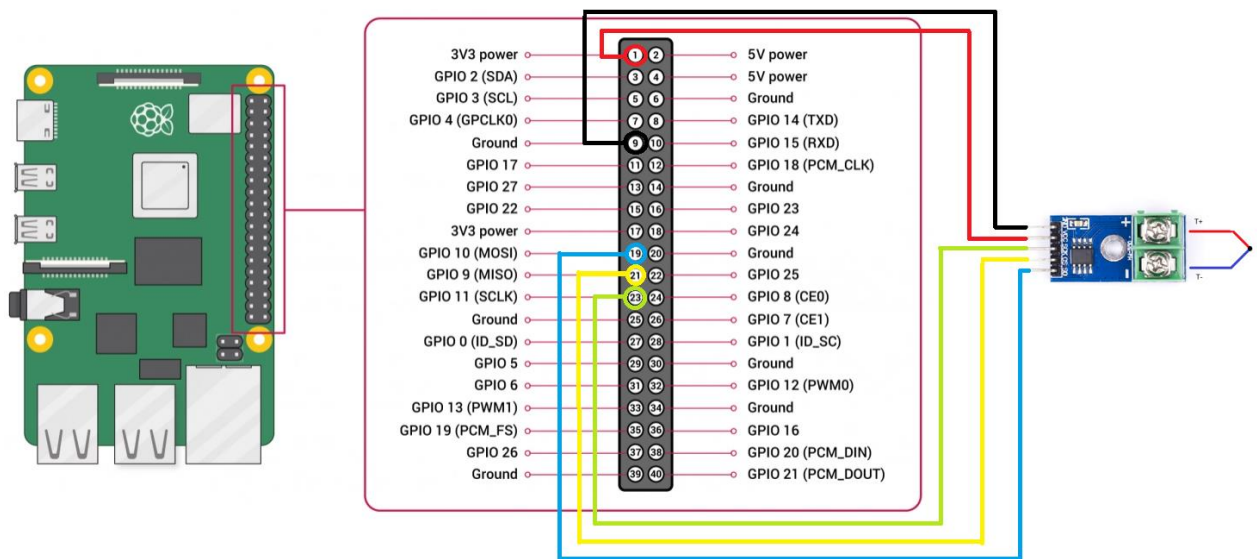 3V3 power 1 2 5V power
GPIO 2 (SDA) 3 4 5V power
GPIO 3 (SCL) 5 6 Ground
GPIO 4 (GPCLK0) 7 8 GPIO 14 (TXD)
Ground 9 10 GPIO 15 (RXD)
GPIO 17 11 12 GPIO 18 (PCM_CLK)
GPIO 27 13 14 Ground
GPIO 22 15 16 GPIO 23
3V3 power 17 18 GPIO 24
GPIO 10 (MOSI) 19 20 Ground
GPIO 9 (MISO) 21 22 GPIO 25
GPIO 11 (SCLK) 23 24 GPIO 8 (CE0)
Ground 25 26 GPIO 7 (CE1)
GPIO 0 (ID_SD) 27 28 GPIO 1 (ID_SC)
GPIO 5 29 30 Ground
GPIO 6 31 32 GPIO 12 (PWM0)
GPIO 13 (PWM1) 33 34 Ground
GPIO 19 (PCM_FS) 35 36 GPIO 16
GPIO 26 37 38 GPIO 20 (PCM_DIN)
Ground 39 40 GPIO 21 (PCM_DOUT)
T+
+
-
T-